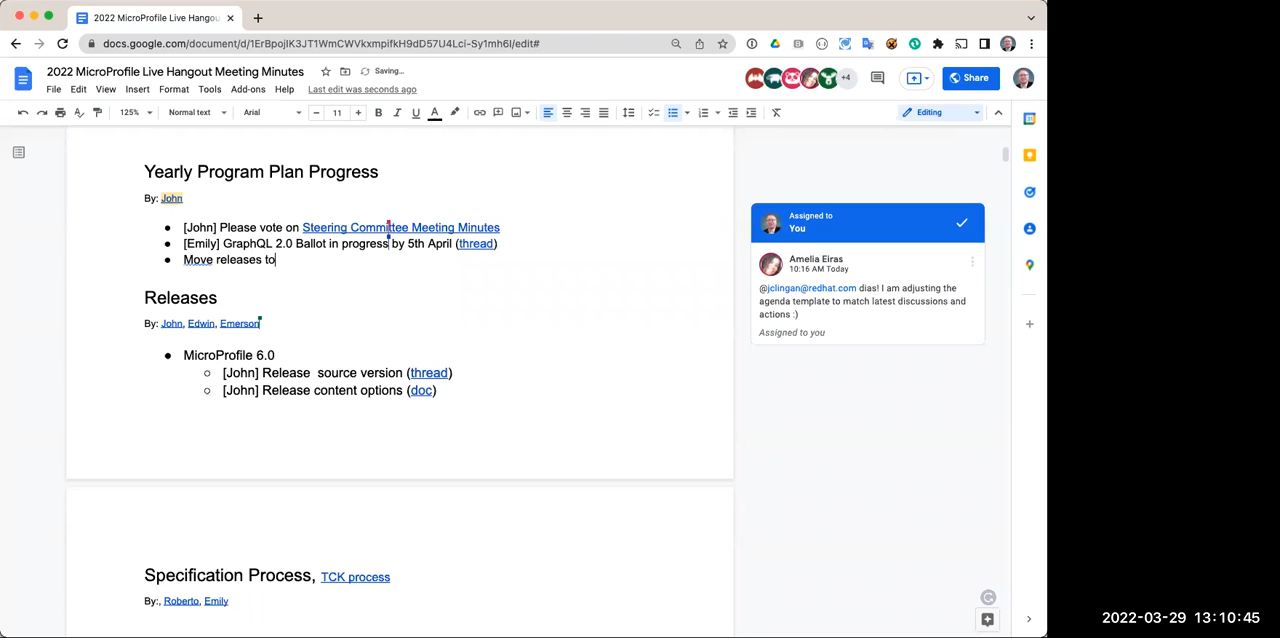 2022 MicroProfile Live Hangou
docs.google.com/document/d/1ErBpojIK3JT1WmCWVkxmpifkH9dD57U4Lci-Sy1mh6I/edit#
2022 MicroProfile Live Hangout Meeting Minutes
Saving...
+4
Share
File Edit View Insert Format Tools Add-ons Help Last edit was seconds ago
125% Normal text Arial 11 B I U A Editing
Yearly Program Plan Progress
By: John
[John] Please vote on Steering Committee Meeting Minutes
[Emily] GraphQL 2.0 Ballot in progress by 5th April (thread)
Move releases to
Assigned to
You
Amelia Eiras
10:16 AM Today
@jclingan@redhat.com dias! I am adjusting the
agenda template to match latest discussions and
actions :)
Assigned to you
Releases
By: John, Edwin, Emerson
MicroProfile 6.0
[John] Release source version (thread)
[John] Release content options (doc)
Specification Process, TCK process
By:, Roberto, Emily
2022-03-29 13:10:45